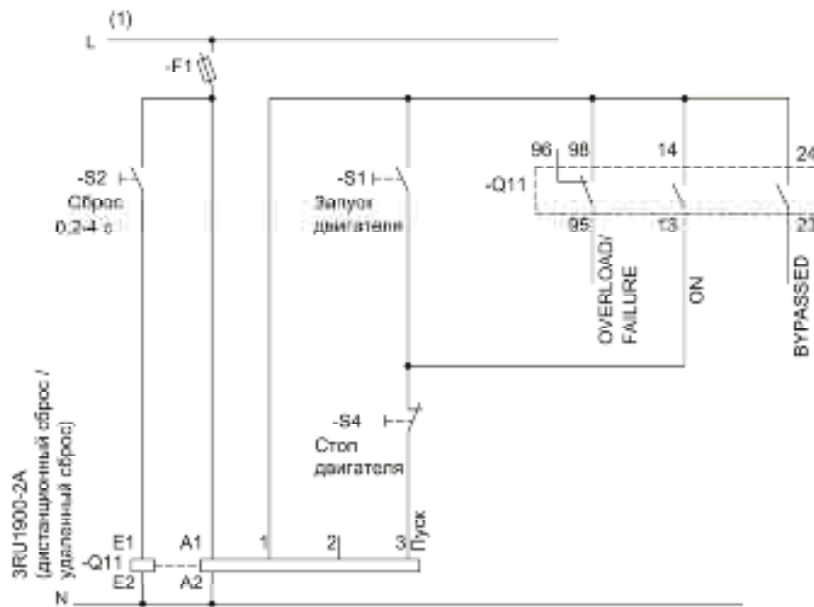 (1)
L
-F1
96 98 14 24
-S2
Сброс
0,2-4 с
-S1
Запуск
двигателя
-Q11
95 13 23
OVERLOAD/
FAILURE
ON
BYPASSED
-S4
Стоп
двигателя
3RU1900-2A
(дистанционный сброс /
удаленный сброс)
Пуск
E1 A1 1 2 3
-Q11
E2 A2
N